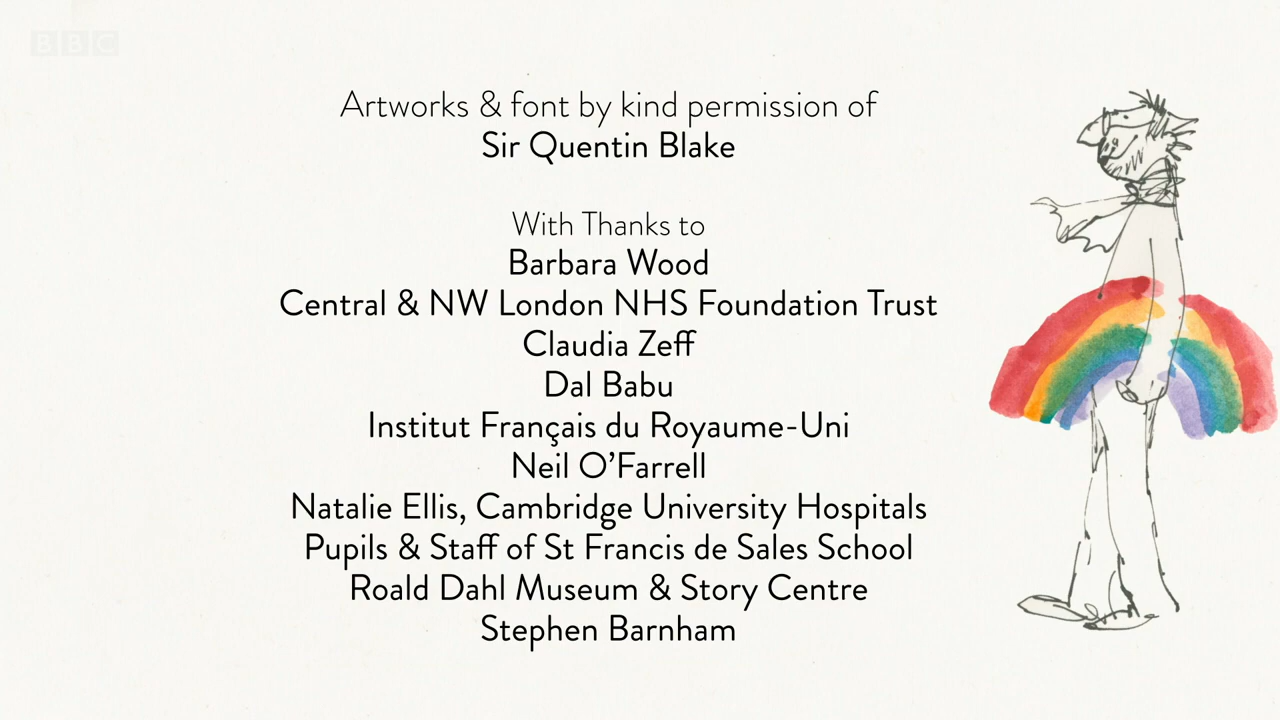 BBC
Artworks & font by kind permission of
Sir Quentin Blake
With Thanks to
Barbara Wood
Central & NW London NHS Foundation Trust
Claudia Zeff
Dal Babu
Institut Français du Royaume-Uni
Neil O’Farrell
Natalie Ellis, Cambridge University Hospitals
Pupils & Staff of St Francis de Sales School
Roald Dahl Museum & Story Centre
Stephen Barnham